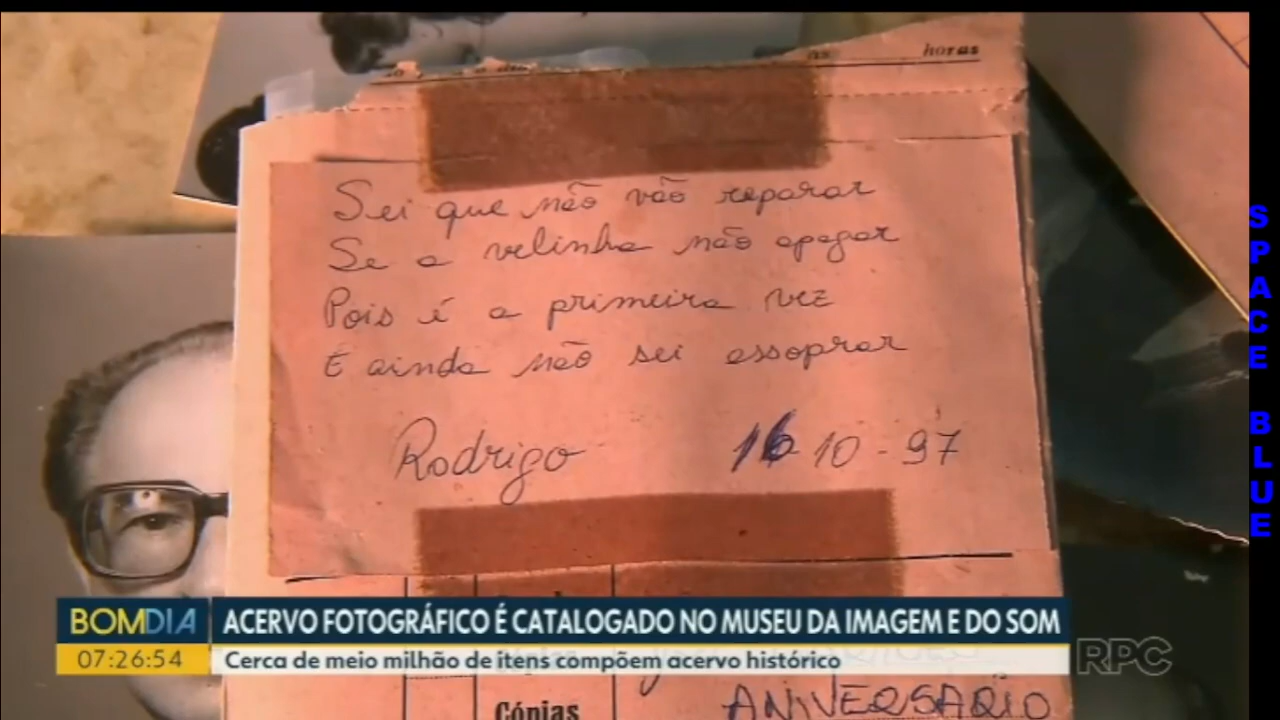 horas
Sei que não vão reparar
Se a velinha não apagar
Pois é a primeira vez
E ainda não sei assoprar
Rodrigo 16 10 - 97
BOMDIA
ACERVO FOTOGRÁFICO É CATALOGADO NO MUSEU DA IMAGEM E DO SOM
07:26:54
Cerca de meio milhão de itens compõem acervo histórico
RPC
Cópias
ANIVERSARIO
SPACE BLUE